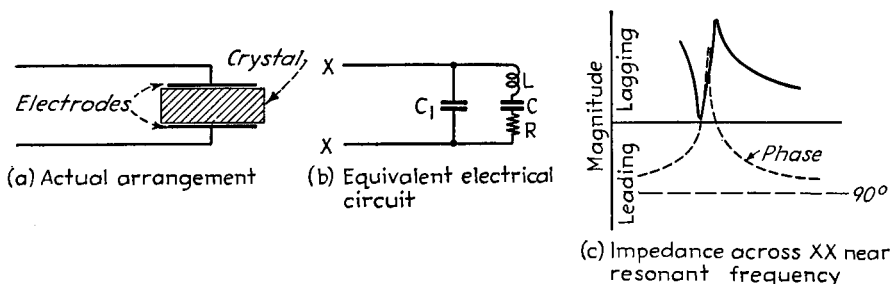 Crystal
Electrodes
(a) Actual arrangement
X
X
C1
L
C
R
(b) Equivalent electrical
circuit
Magnitude
Leading
Lagging
Phase
90°
(c) Impedance across XX near
resonant frequency